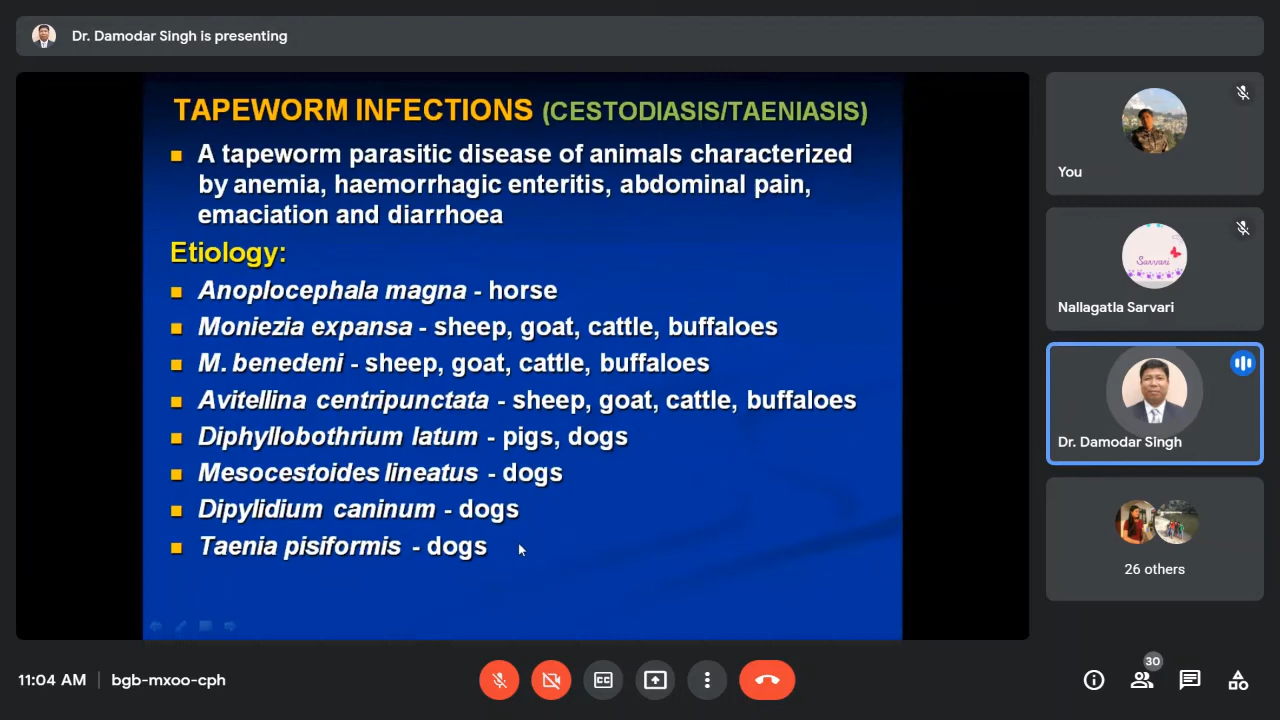 Dr. Damodar Singh is presenting
TAPEWORM INFECTIONS (CESTODIASIS/TAENIASIS)
A tapeworm parasitic disease of animals characterized
by anemia, haemorrhagic enteritis, abdominal pain,
emaciation and diarrhoea
Etiology:
Anoplocephala magna - horse
Moniezia expansa - sheep, goat, cattle, buffaloes
M. benedeni - sheep, goat, cattle, buffaloes
Avitellina centripunctata - sheep, goat, cattle, buffaloes
Diphyllobothrium latum - pigs, dogs
Mesocestoides lineatus - dogs
Dipylidium caninum - dogs
Taenia pisiformis - dogs
You
Sarvari
Nallagatla Sarvari
Dr. Damodar Singh
26 others
11:04 AM | bgb-mxoo-cph
CC
30